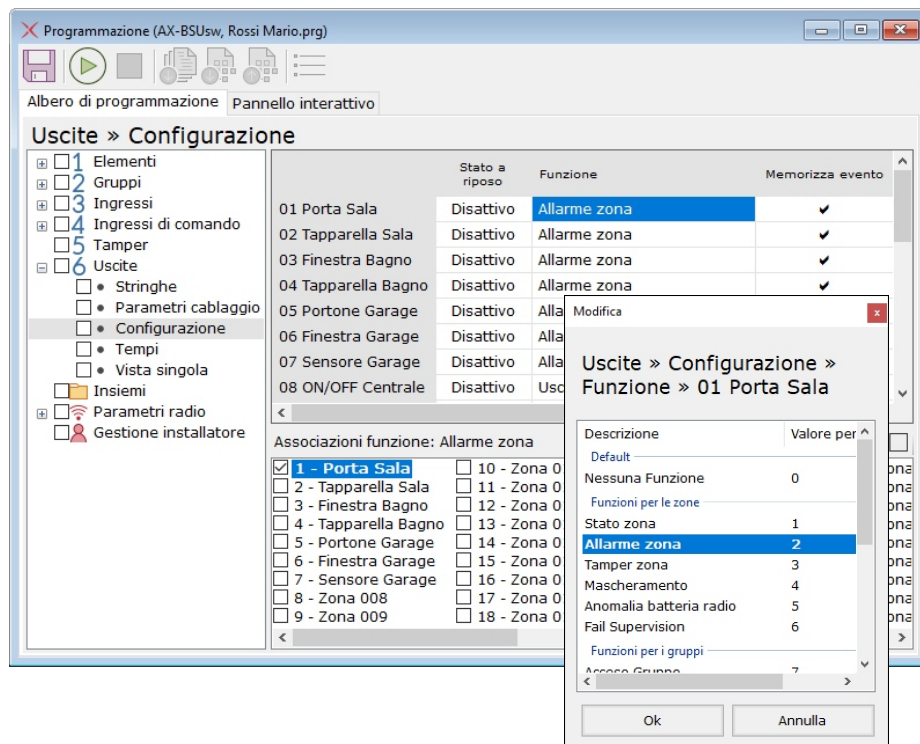 Programmazione (AX-BSUsw, Rossi Mario.prg)
Albero di programmazione
Pannello interattivo
Uscite » Configurazione
1 Elementi
2 Gruppi
3 Ingressi
4 Ingressi di comando
5 Tamper
6 Uscite
• Stringhe
• Parametri cablaggio
• Configurazione
• Tempi
• Vista singola
Insiemi
Parametri radio
Gestione installatore
Stato a riposo Funzione Memorizza evento
01 Porta Sala Disattivo Allarme zona ✔
02 Tapparella Sala Disattivo Allarme zona ✔
03 Finestra Bagno Disattivo Allarme zona ✔
04 Tapparella Bagno Disattivo Allarme zona ✔
05 Portone Garage Disattivo Alla
06 Finestra Garage Disattivo Alla
07 Sensore Garage Disattivo Alla
08 ON/OFF Centrale Disattivo Usc
Associazioni funzione: Allarme zona
1 - Porta Sala 10 - Zona 0
2 - Tapparella Sala 11 - Zona 0
3 - Finestra Bagno 12 - Zona 0
4 - Tapparella Bagno 13 - Zona 0
5 - Portone Garage 14 - Zona 0
6 - Finestra Garage 15 - Zona 0
7 - Sensore Garage 16 - Zona 0
8 - Zona 008 17 - Zona 0
9 - Zona 009 18 - Zona 0
Modifica
Uscite » Configurazione »
Funzione » 01 Porta Sala
Descrizione Valore per
Default
Nessuna Funzione 0
Funzioni per le zone
Stato zona 1
Allarme zona 2
Tamper zona 3
Mascheramento 4
Anomalia batteria radio 5
Fail Supervision 6
Funzioni per i gruppi
Ok
Annulla